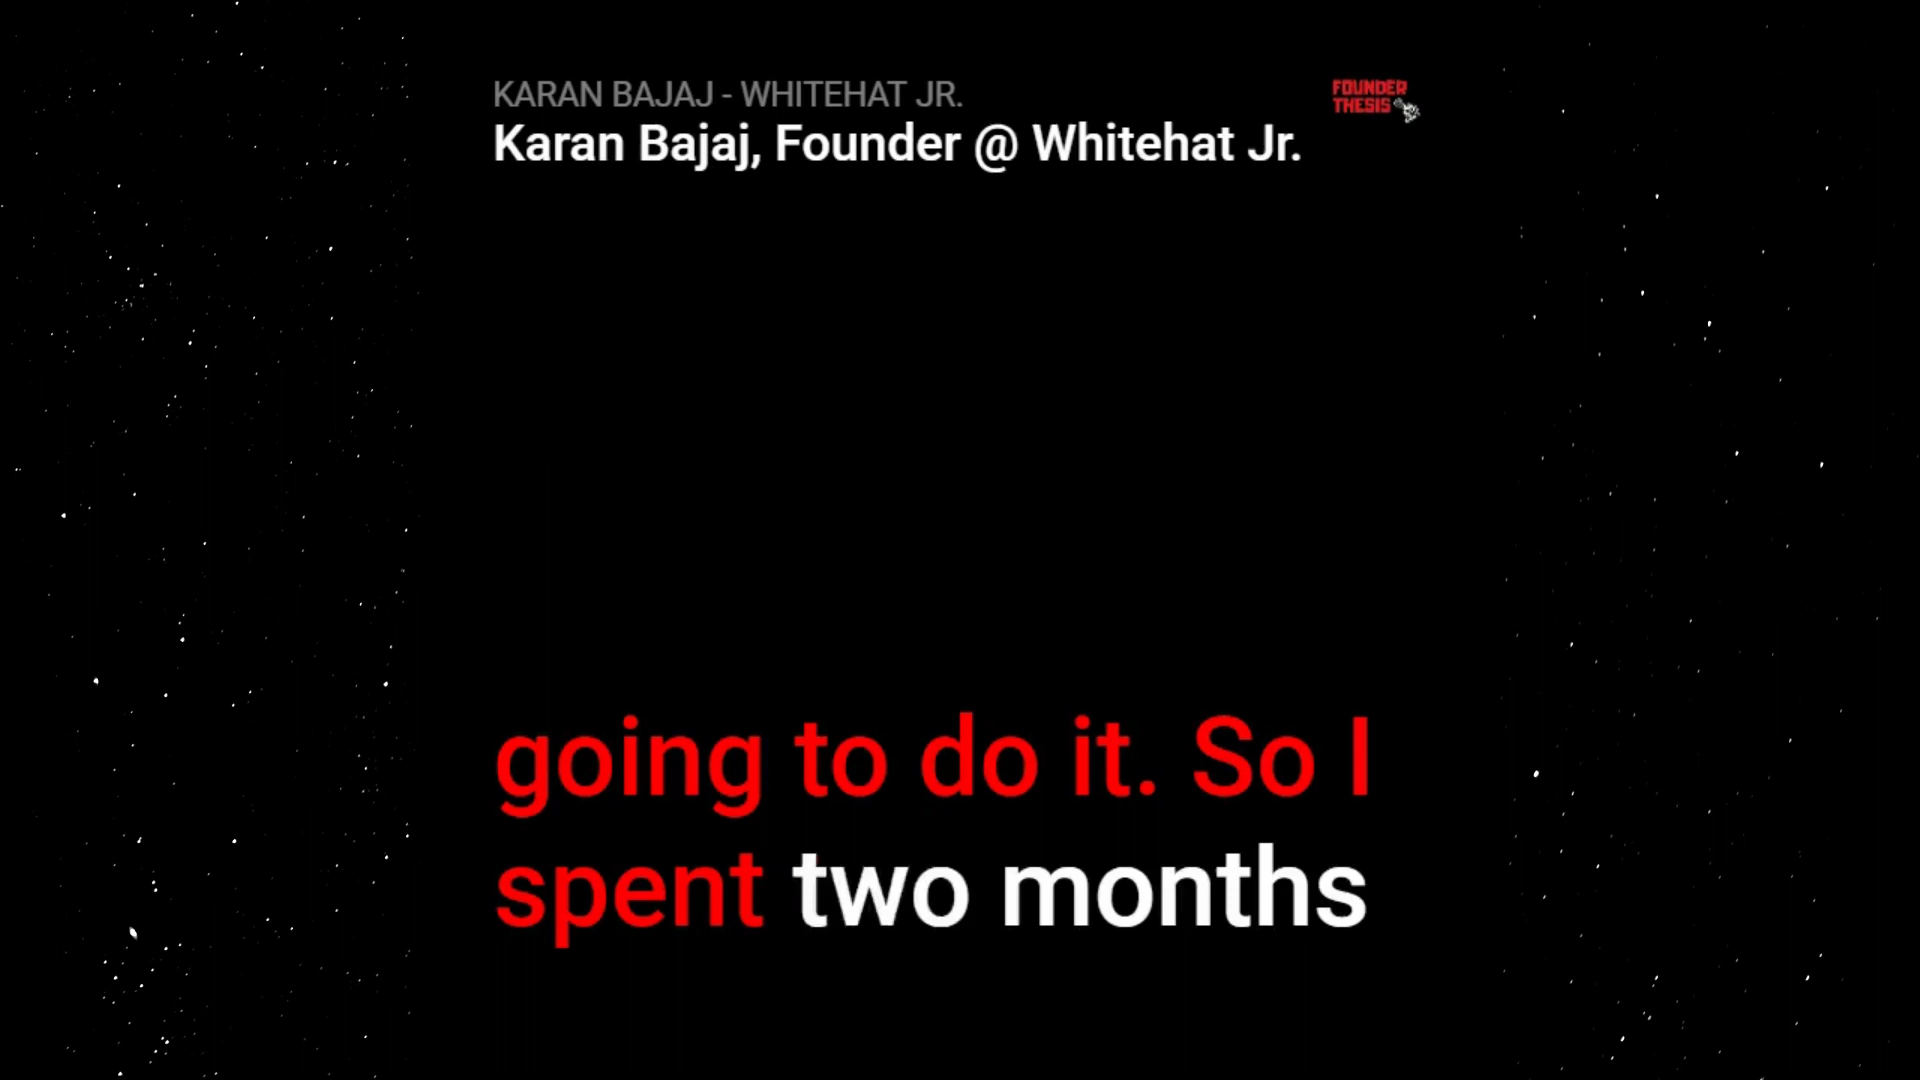 KARAN BAJAJ - WHITEHAT JR.
Karan Bajaj, Founder @ Whitehat Jr.
FOUNDER
THESIS
going to do it. So I
spent two months